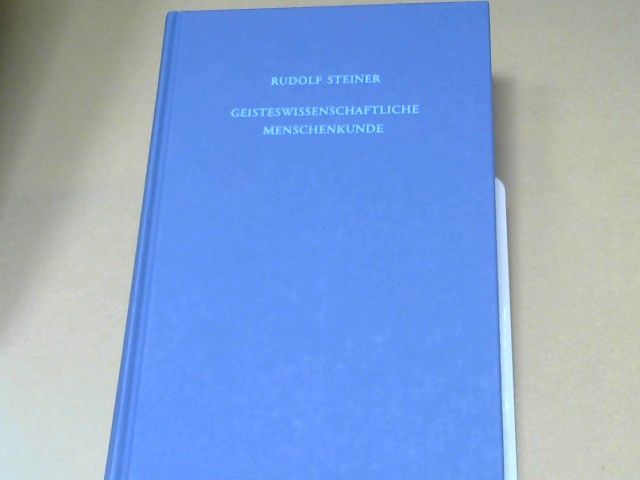 RUDOLF STEINER
GEISTESWISSENSCHAFTLICHE
MENSCHENKUNDE